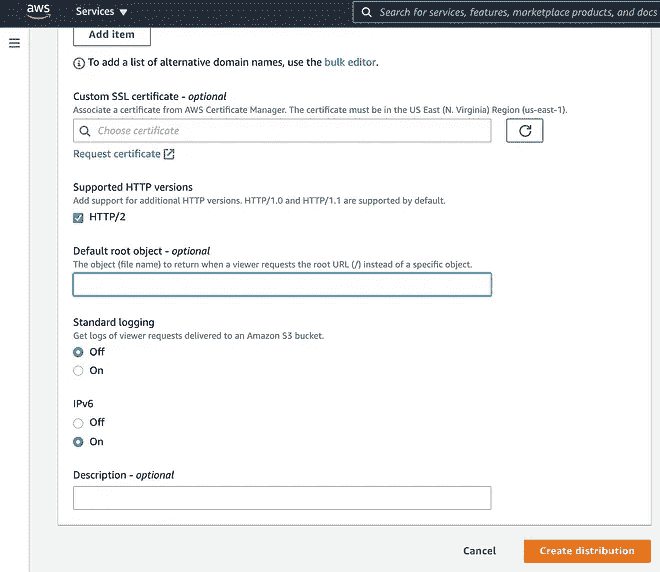 aws
Services ▼
Search for services, features, marketplace products, and docs
Add item
To add a list of alternative domain names, use the bulk editor.
Custom SSL certificate - optional
Associate a certificate from AWS Certificate Manager. The certificate must be in the US East (N. Virginia) Region (us-east-1).
Choose certificate
Request certificate
Supported HTTP versions
Add support for additional HTTP versions. HTTP/1.0 and HTTP/1.1 are supported by default.
HTTP/2
Default root object - optional
The object (file name) to return when a viewer requests the root URL (/) instead of a specific object.
Standard logging
Get logs of viewer requests delivered to an Amazon S3 bucket.
Off
On
IPv6
Off
On
Description - optional
Cancel
Create distribution